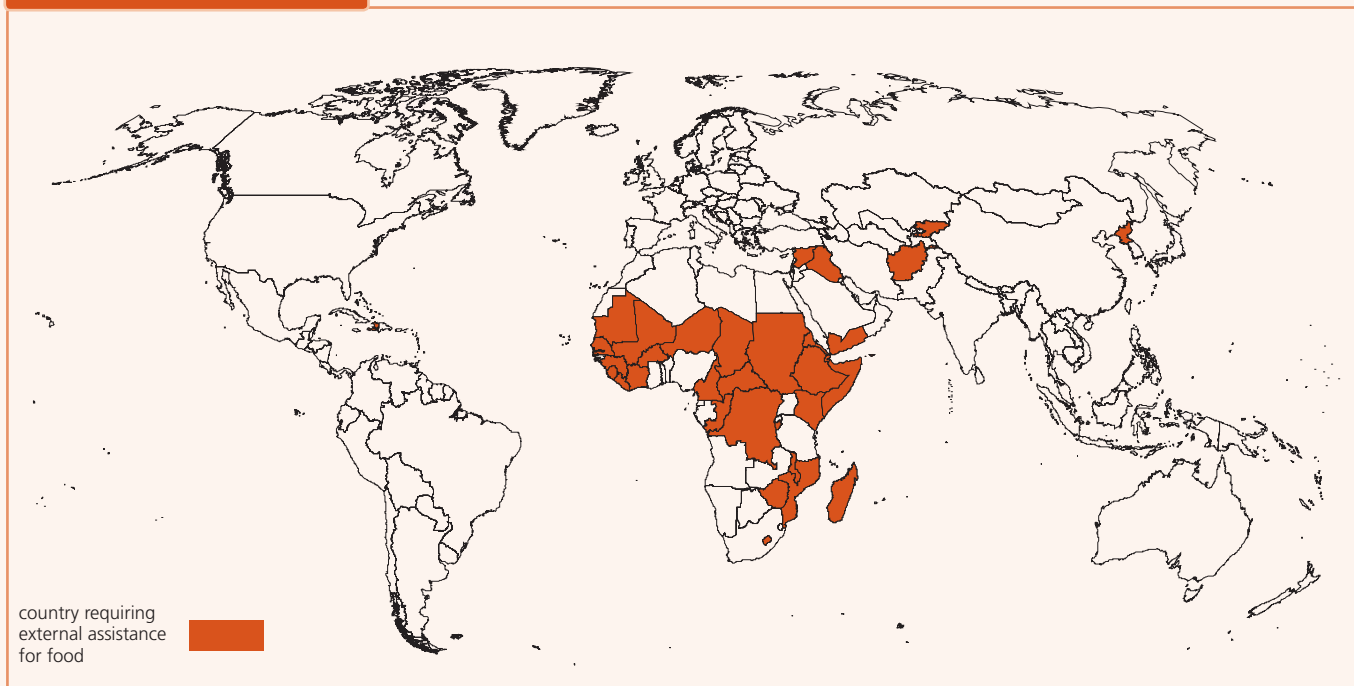 country requiring
external assistance
for food